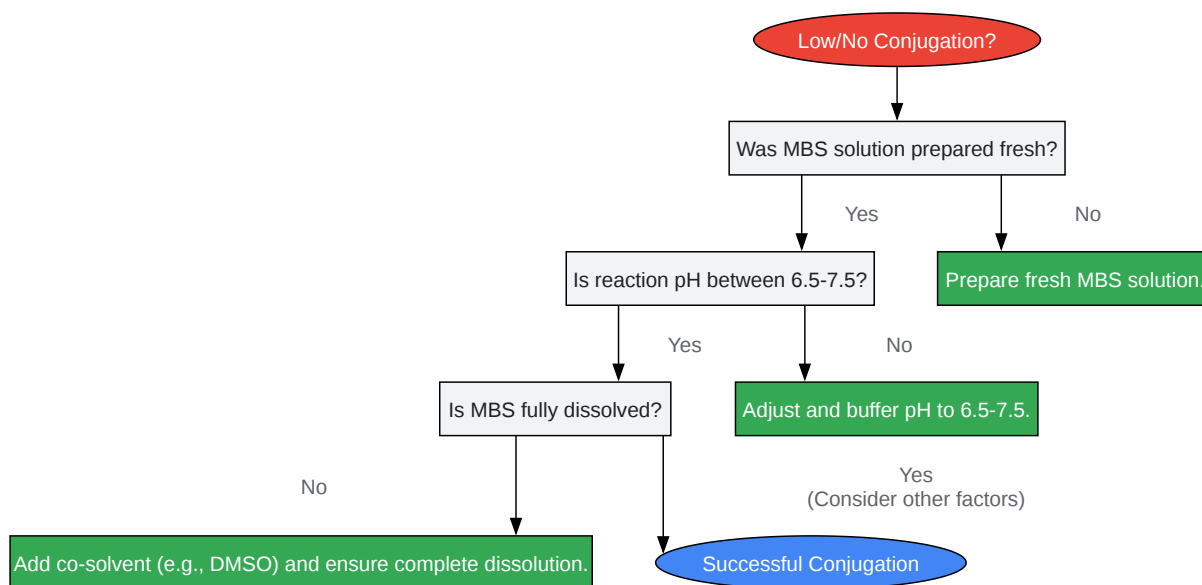 Low/No Conjugation?
Was MBS solution prepared fresh?
Yes
No
Is reaction pH between 6.5-7.5?
Prepare fresh MBS solution.
Yes
No
Is MBS fully dissolved?
Adjust and buffer pH to 6.5-7.5.
No
Yes
(Consider other factors)
Add co-solvent (e.g., DMSO) and ensure complete dissolution.
Successful Conjugation